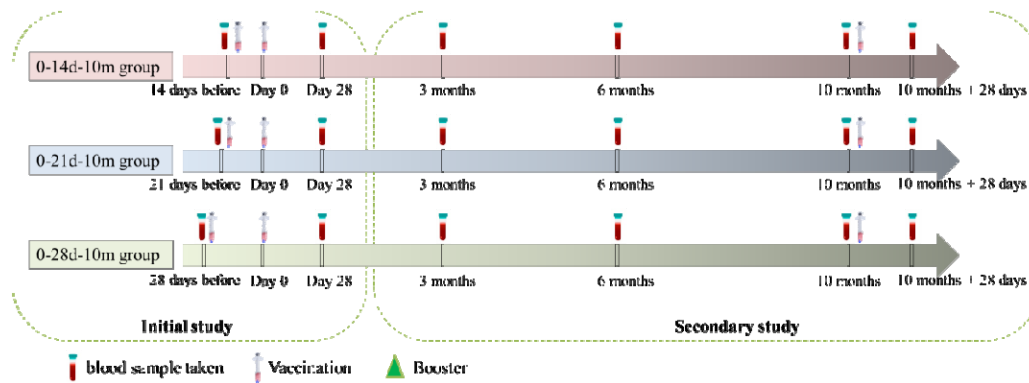 0-14d-10m group
14 days before Day 0 Day 28 3 months 6 months 10 months 10 months + 28 days
0-21d-10m group
21 days before Day 0 Day 28 3 months 6 months 10 months 10 months + 28 days
0-28d-10m group
28 days before Day 0 Day 28 3 months 6 months 10 months 10 months + 28 days
Initial study Secondary study
blood sample taken Vaccination Booster